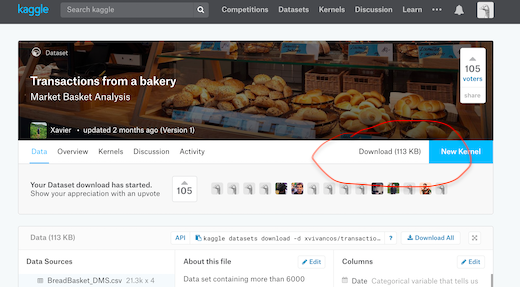 kaggle Search kaggle Competitions Datasets Kernels Discussion Learn •••
Dataset
Transactions from a bakery
Market Basket Analysis
105
voters
share
Xavier • updated 2 months ago (Version 1)
Data Overview Kernels Discussion Activity Download (113 KB) New Kernel
Your Dataset download has started.
Show your appreciation with an upvote
105
Data (113 KB) API kaggle datasets download -d xvivancos/transactio... ? Download All
Data Sources About this file Edit Columns Edit
BreadBasket_DMS.csv 21.3k x 4 Data set containing more than 6000 Date Categorical variable that tells us